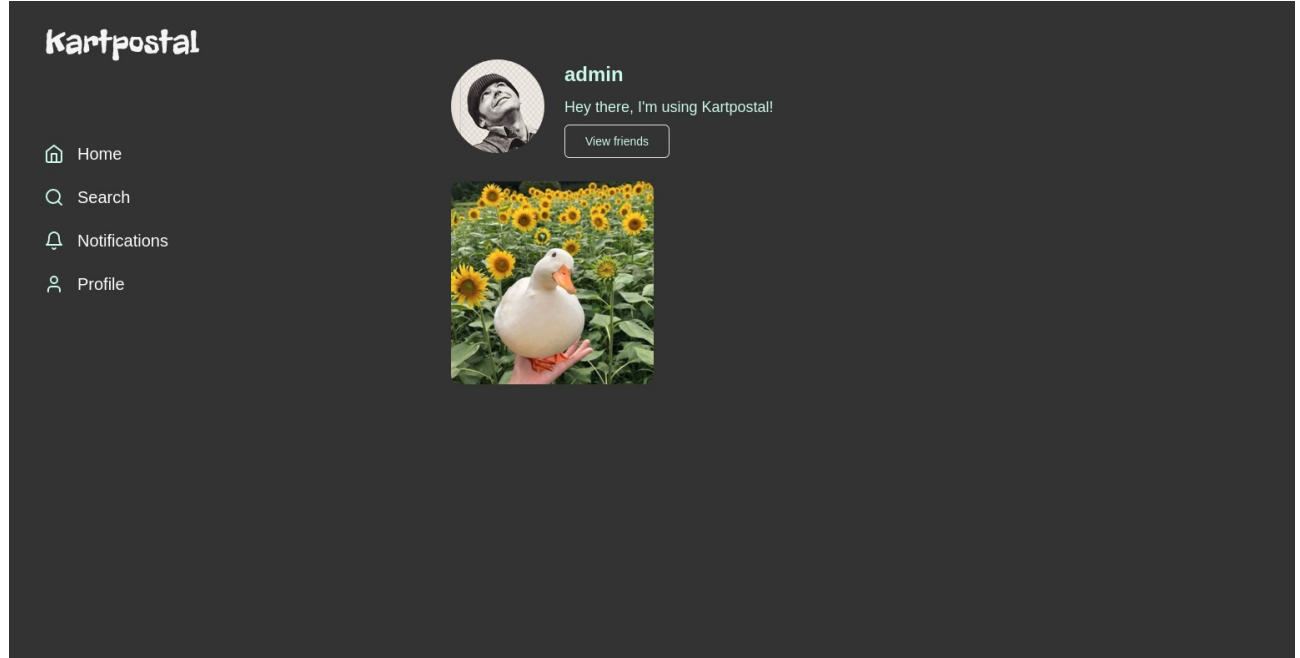 Kartpostal
Home
Search
Notifications
Profile
admin
Hey there, I'm using Kartpostal!
View friends